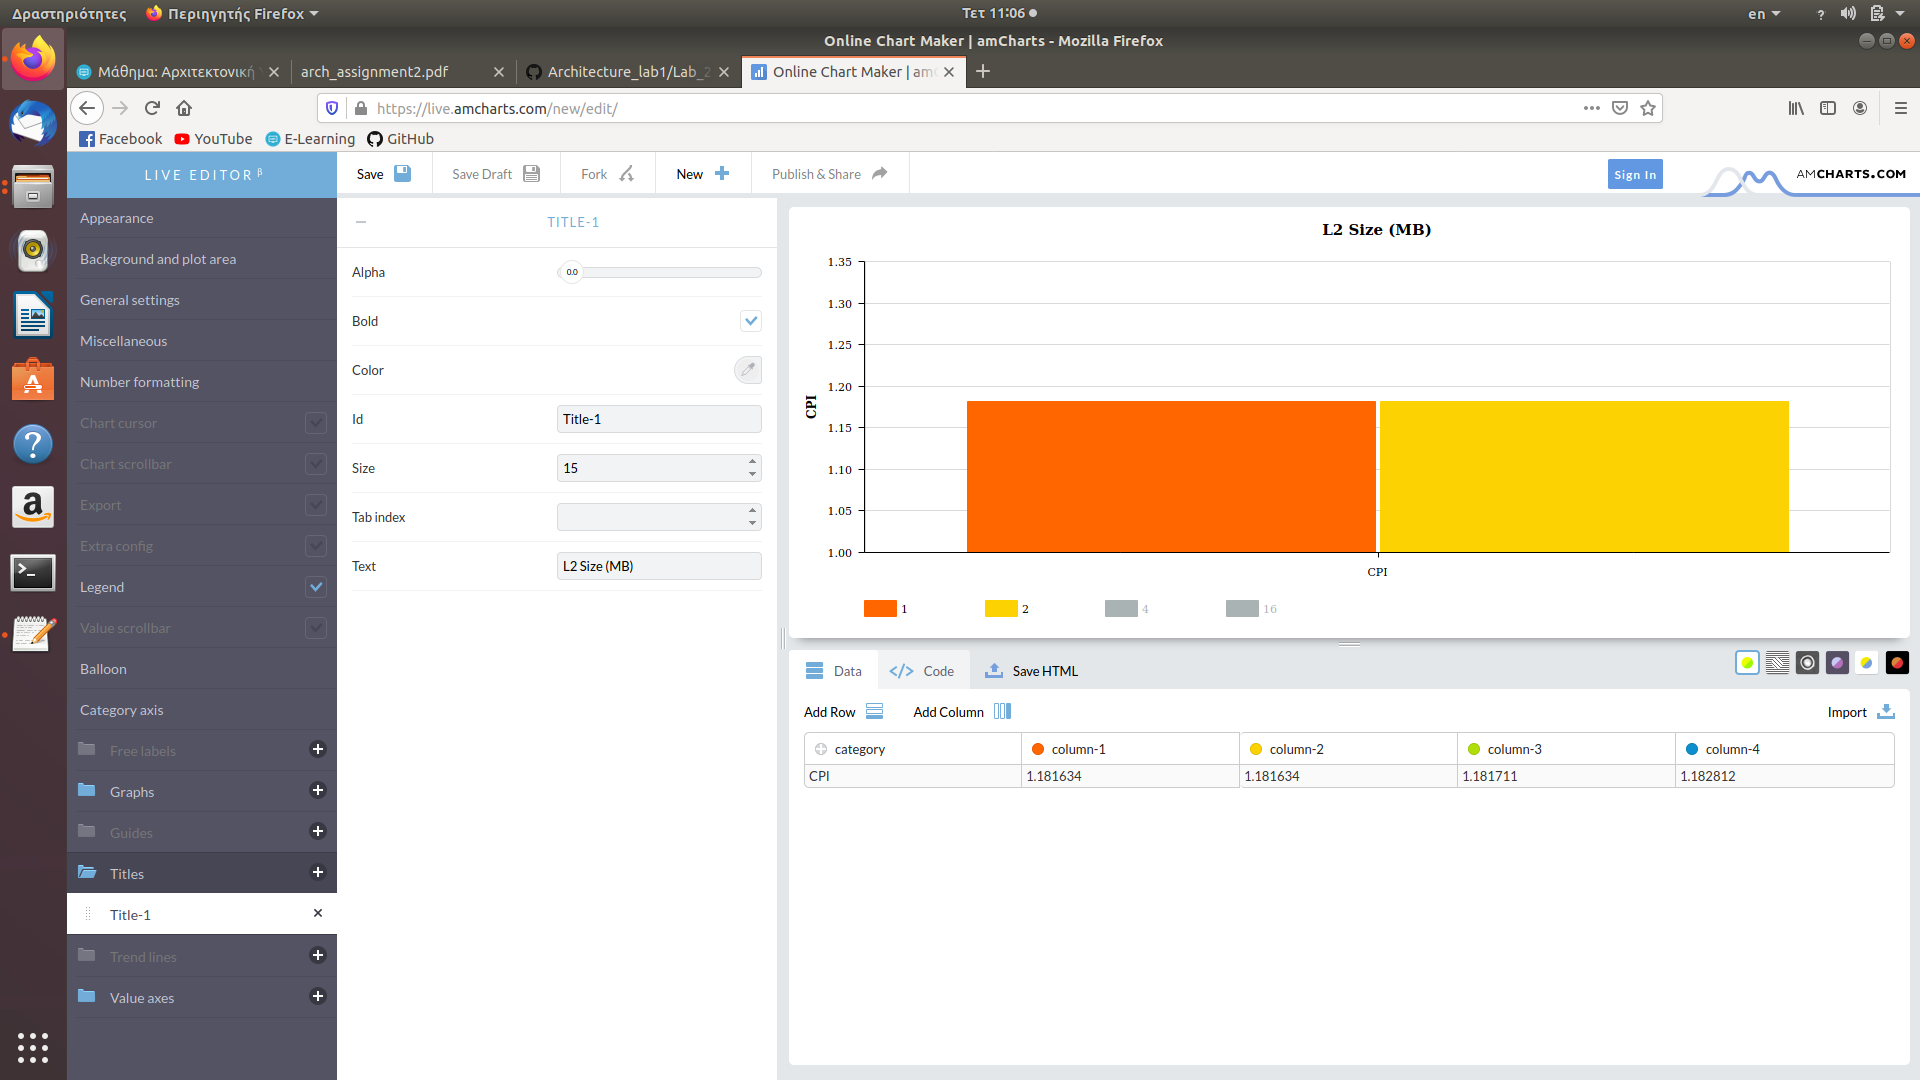 Δραστηριότητες
Περιηγητής Firefox
Τετ 11:06
en
Online Chart Maker | amCharts - Mozilla Firefox
Μάθημα: Αρχιτεκτονική
arch_assignment2.pdf
Architecture_lab1/Lab_2
Online Chart Maker | am
https://live.amcharts.com/new/edit/
Facebook
YouTube
E-Learning
GitHub
LIVE EDITOR β
Save
Save Draft
Fork
New
Publish & Share
Sign In
AMCHARTS.COM
Appearance
Background and plot area
General settings
Miscellaneous
Number formatting
Chart cursor
Chart scrollbar
Export
Extra config
Legend
Value scrollbar
Balloon
Category axis
Free labels
Graphs
Guides
Titles
Title-1
Trend lines
Value axes
TITLE-1
Alpha
0.0
Bold
Color
Id
Title-1
Size
15
Tab index
Text
L2 Size (MB)
L2 Size (MB)
1.35
1.30
1.25
1.20
1.15
1.10
1.05
1.00
CPI
CPI
1
2
4
16
Data
Code
Save HTML
Add Row
Add Column
Import
category
column-1
column-2
column-3
column-4
CPI
1.181634
1.181634
1.181711
1.182812